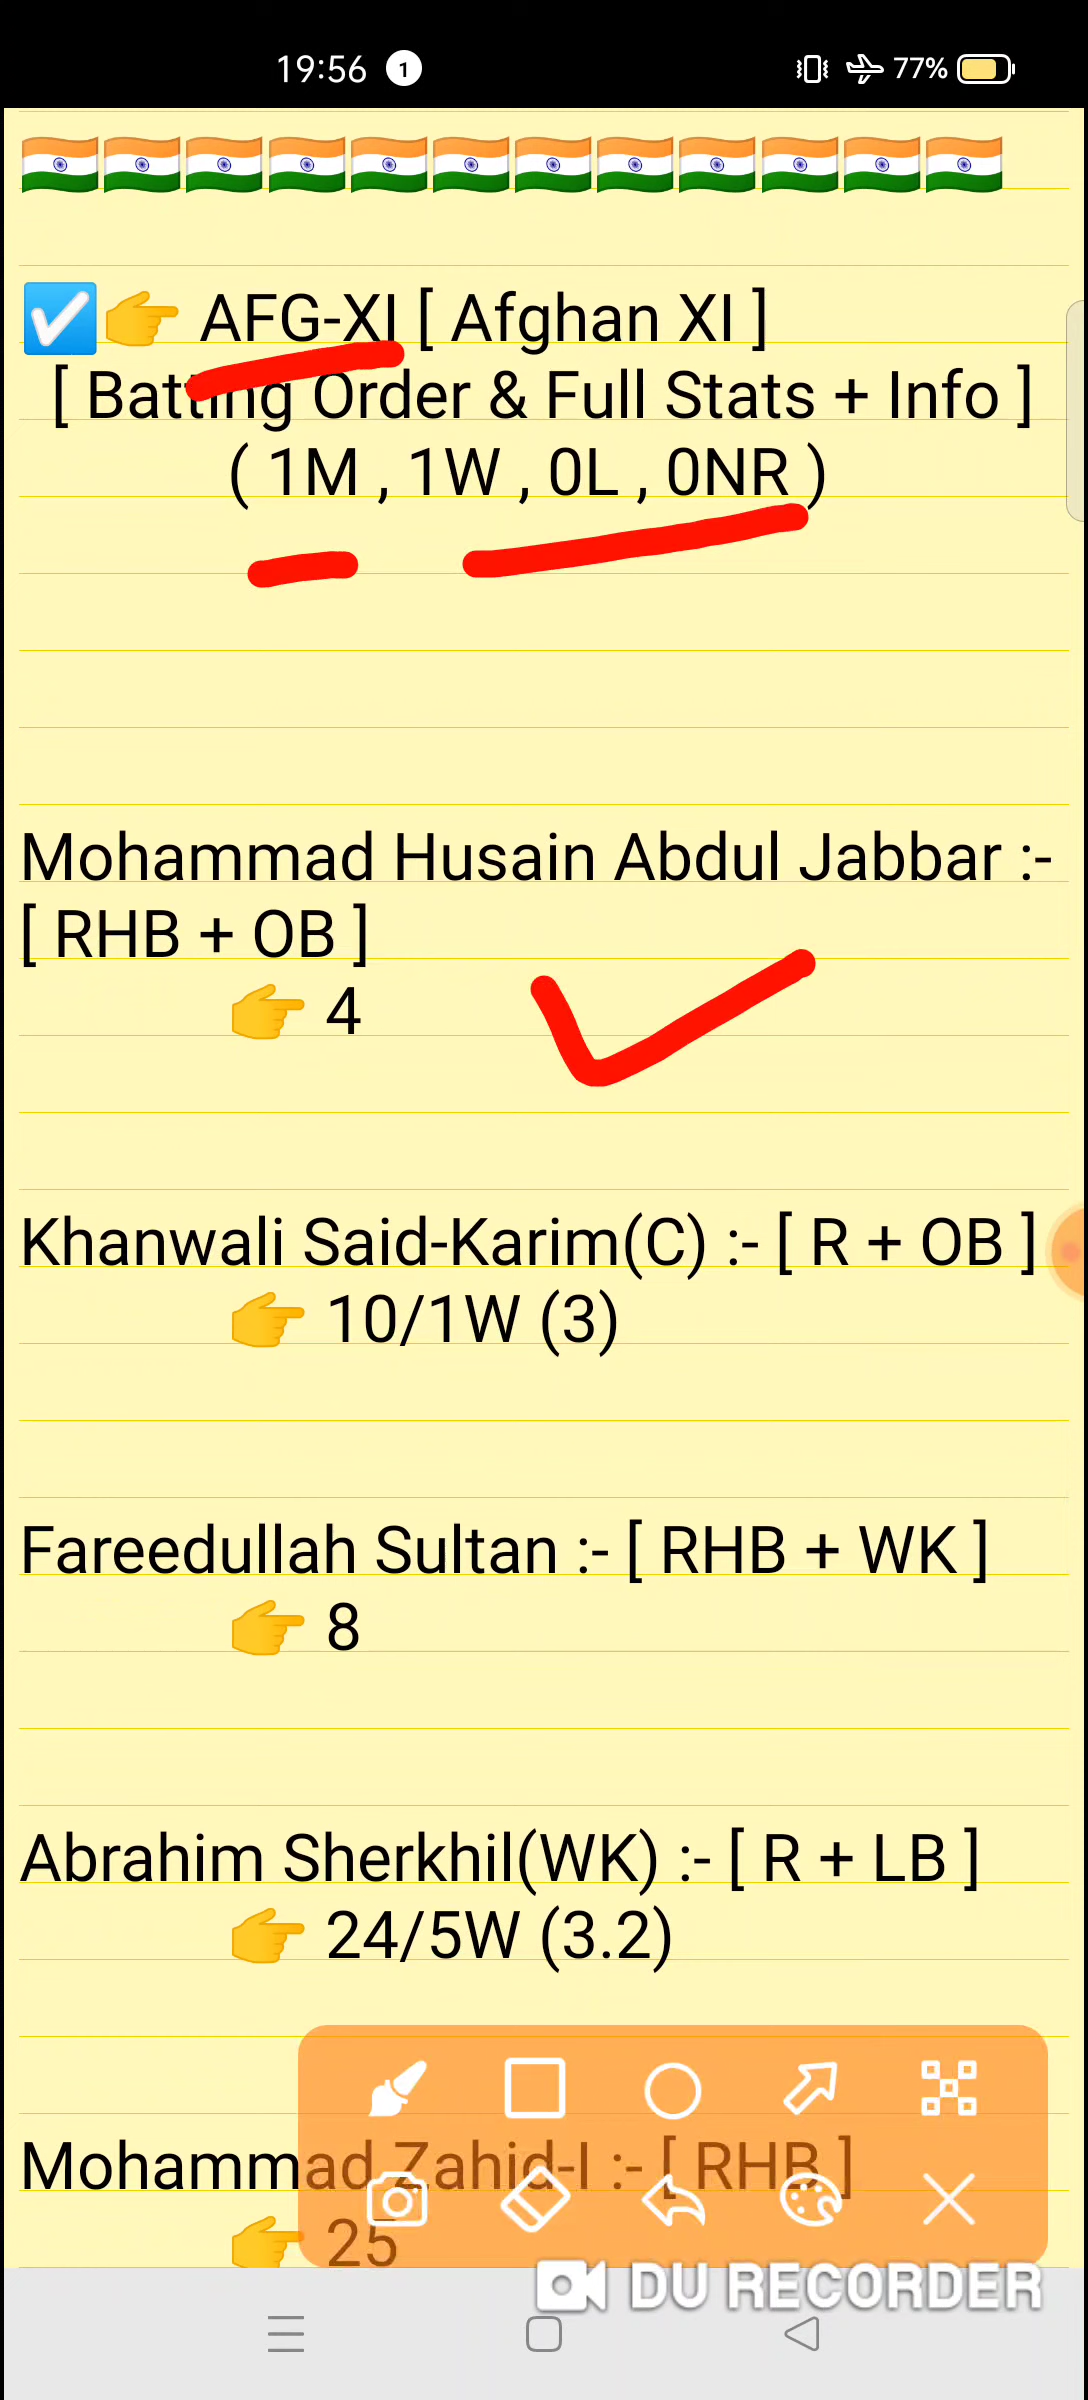 19:56 1 77%
AFG-XI [ Afghan XI ]
[ Batting Order & Full Stats + Info ]
( 1M , 1W , 0L , 0NR )
Mohammad Husain Abdul Jabbar :-
[ RHB + OB ]
4
Khanwali Said-Karim(C) :- [ R + OB ]
10/1W (3)
Fareedullah Sultan :- [ RHB + WK ]
8
Abrahim Sherkhil(WK) :- [ R + LB ]
24/5W (3.2)
Mohammad Zahid-I :- [ RHB ]
25
DU RECORDER